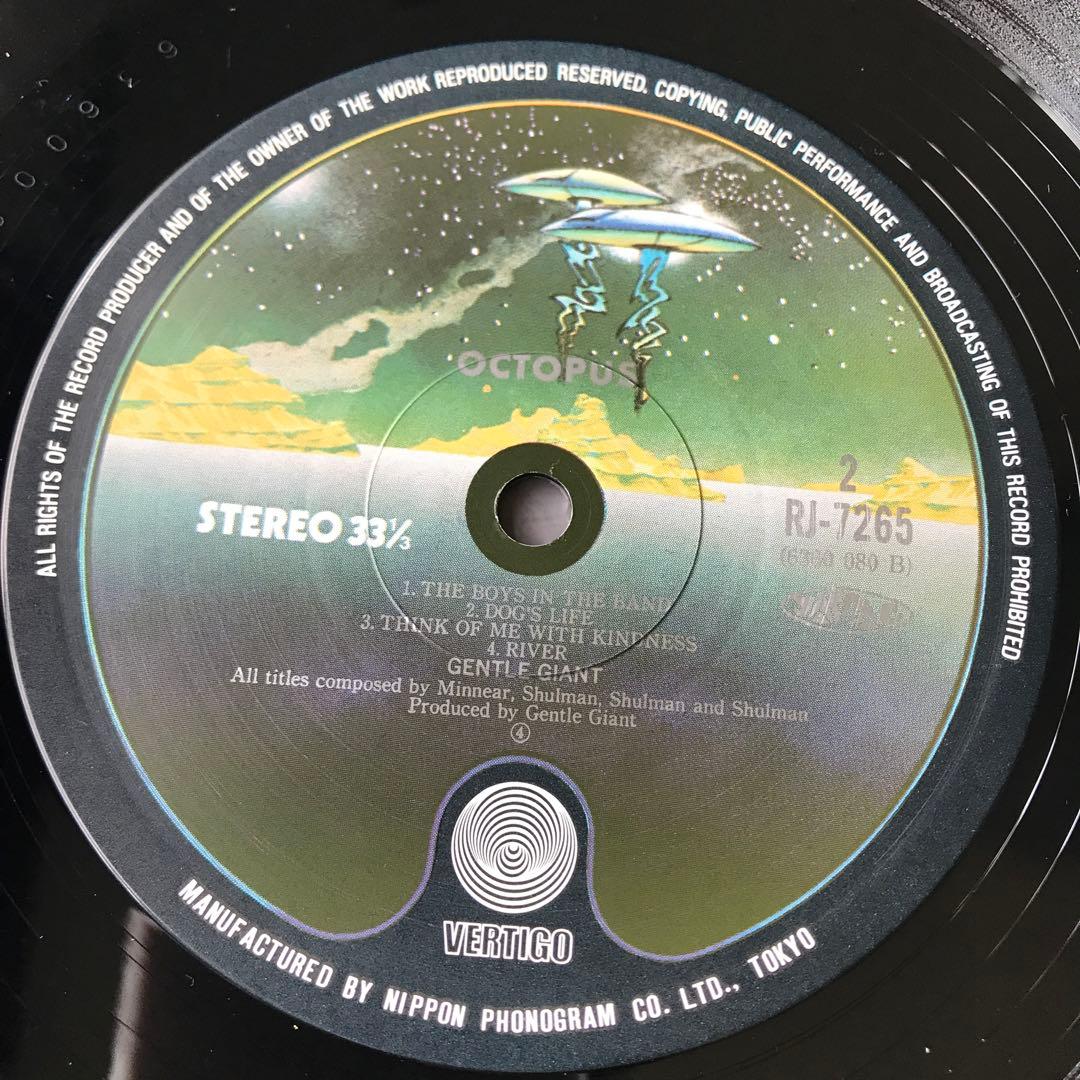 ALL RIGHTS OF THE RECORD PRODUCER AND OF THE OWNER OF THE WORK REPRODUCED RESERVED. COPYING, PUBLIC PERFORMANCE AND BROADCASTING OF THIS RECORD PROHIBITED
OCTOPUS
STEREO 33⅓
2
RJ-7265
(6360 080 B)
1. THE BOYS IN THE BAND
2. DOG'S LIFE
3. THINK OF ME WITH KINDNESS
4. RIVER
GENTLE GIANT
All titles composed by Minnear, Shulman, Shulman and Shulman
Produced by Gentle Giant
④
VERTIGO
MANUFACTURED BY NIPPON PHONOGRAM CO. LTD., TOKYO